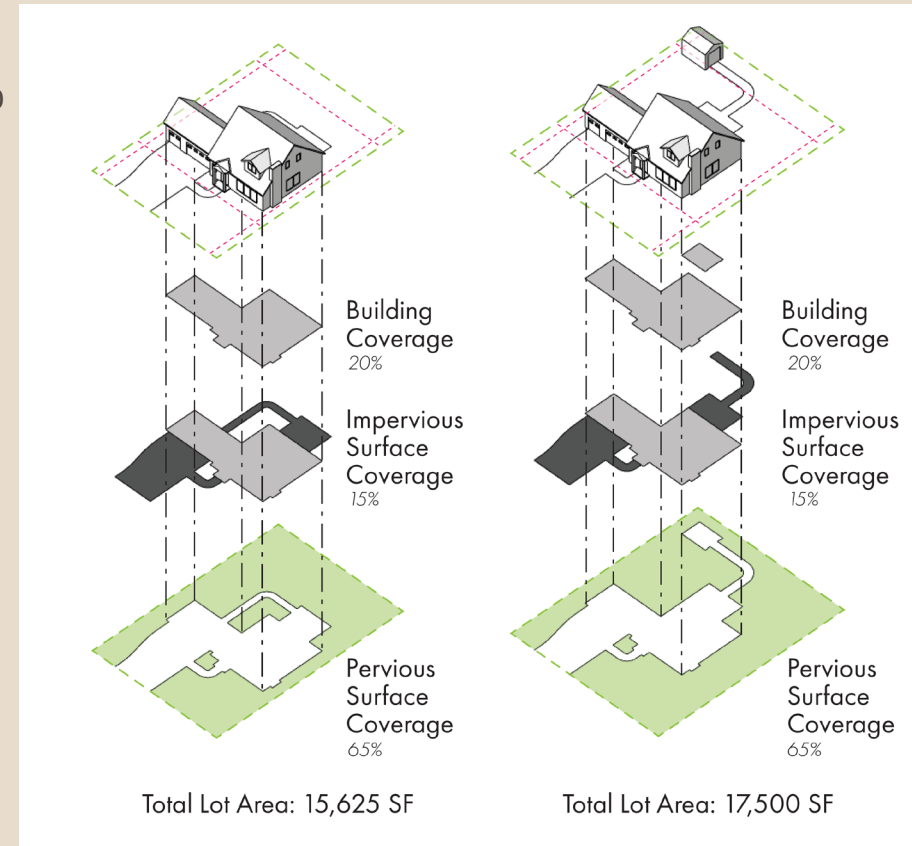 Building
Coverage
20%
Impervious
Surface
Coverage
15%
Pervious
Surface
Coverage
65%
Total Lot Area: 15,625 SF
Building
Coverage
20%
Impervious
Surface
Coverage
15%
Pervious
Surface
Coverage
65%
Total Lot Area: 17,500 SF